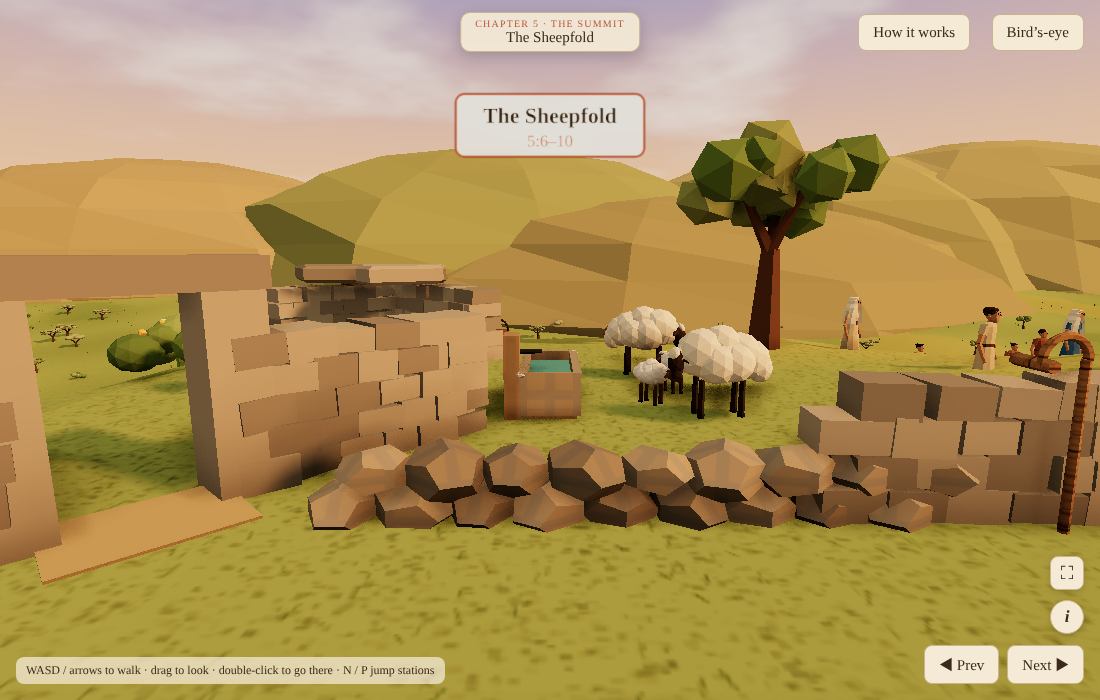 CHAPTER 5 · THE SUMMIT
The Sheepfold
How it works
Bird’s-eye
The Sheepfold
5:6–10
i
WASD / arrows to walk · drag to look · double-click to go there · N / P jump stations
◀ Prev
Next ▶